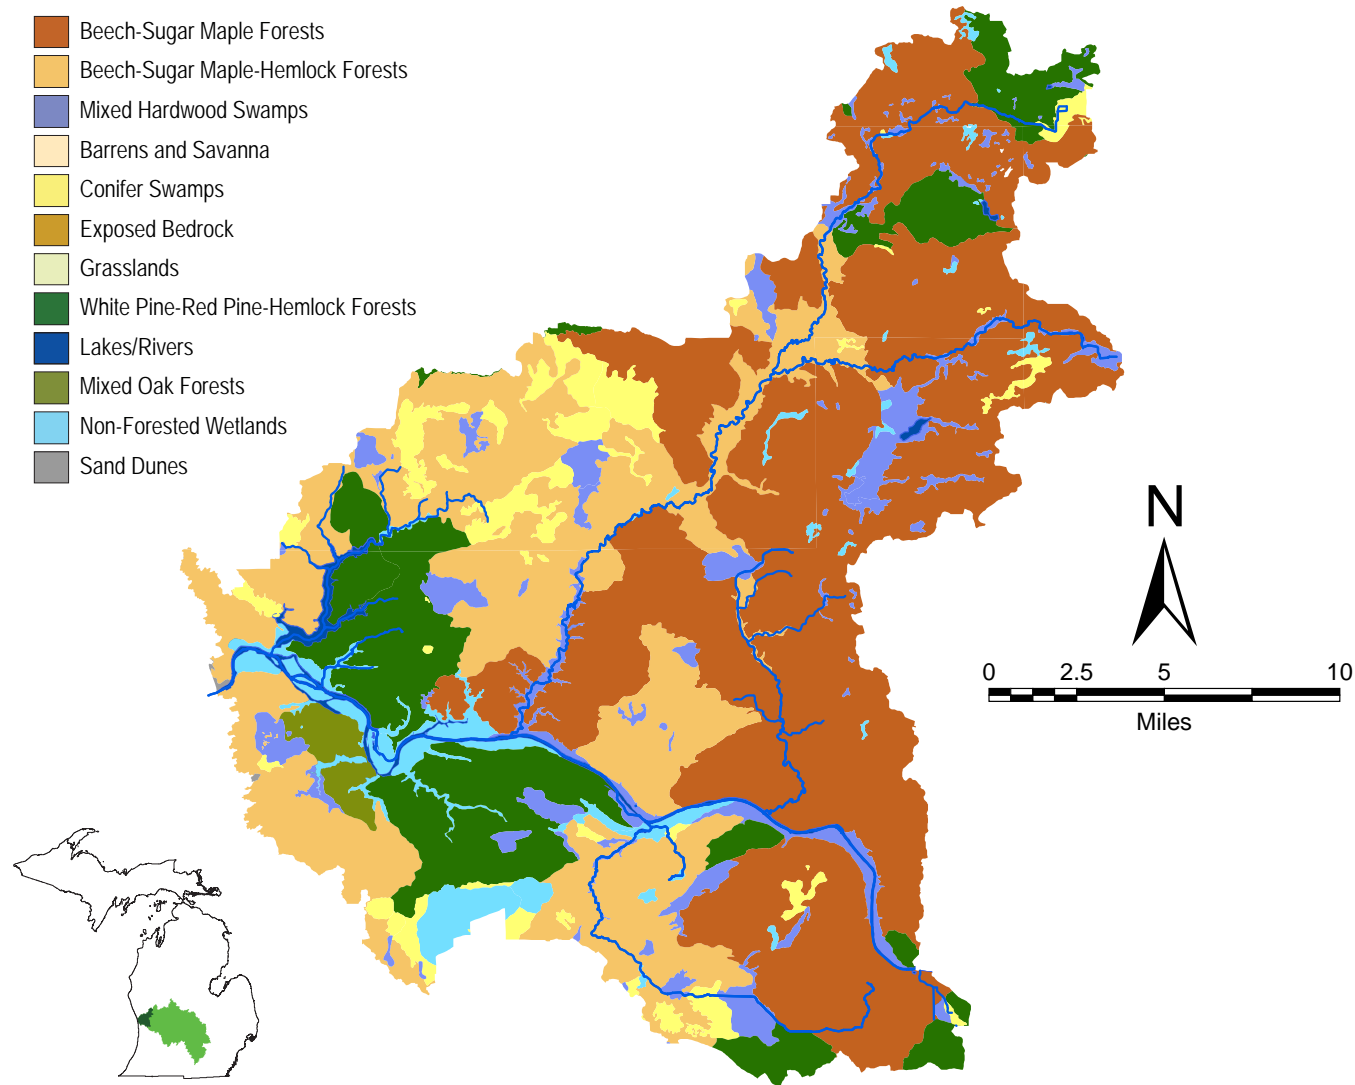 Beech-Sugar Maple Forests
Beech-Sugar Maple-Hemlock Forests
Mixed Hardwood Swamps
Barrens and Savanna
Conifer Swamps
Exposed Bedrock
Grasslands
White Pine-Red Pine-Hemlock Forests
Lakes/Rivers
Mixed Oak Forests
Non-Forested Wetlands
Sand Dunes
N
0 2.5 5 10
Miles